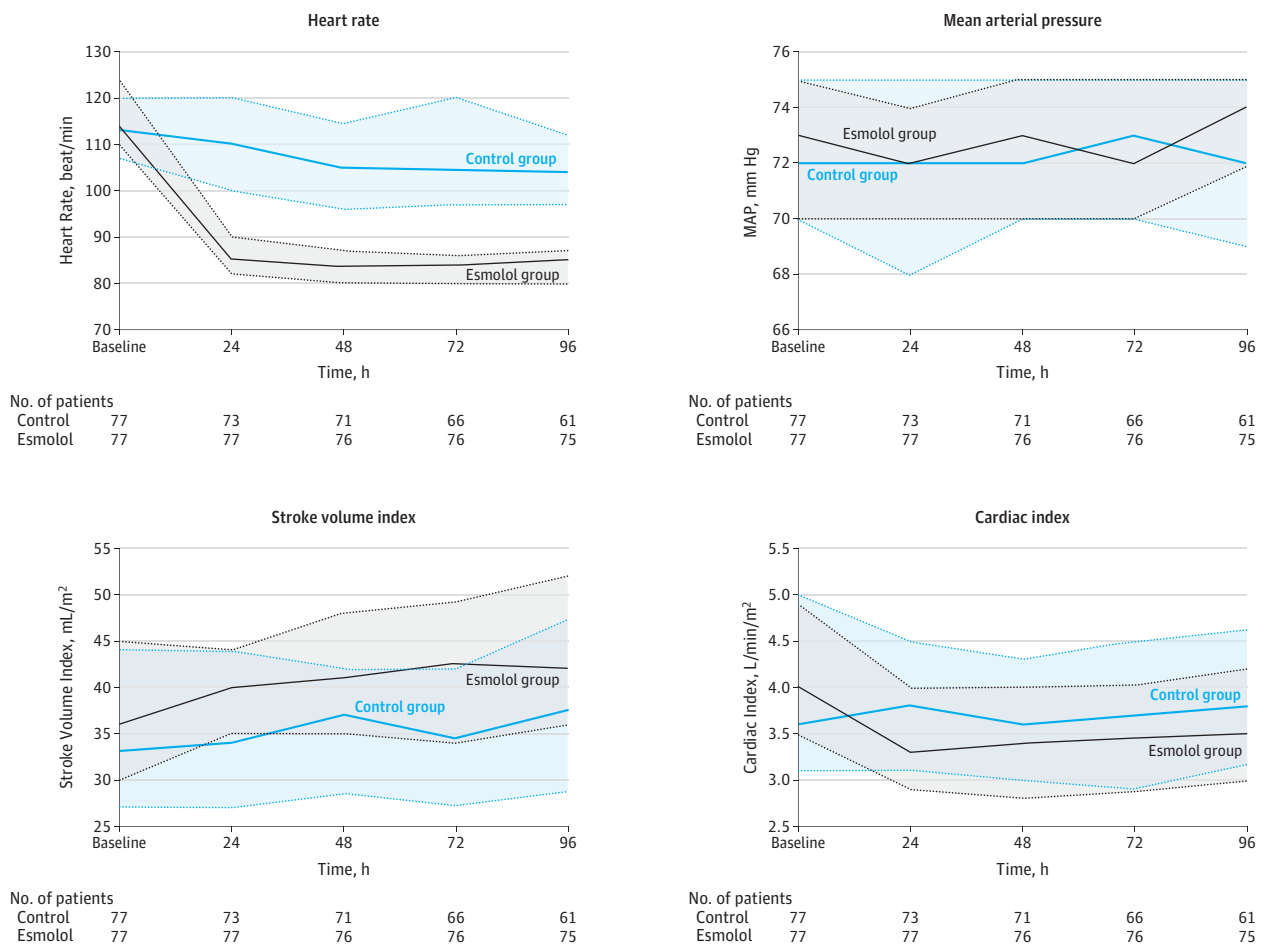 Heart rate
130
120
110
100
90
80
70
Heart Rate, beat/min
Control group
Esmolol group
Baseline 24 48 72 96
Time, h
No. of patients
Control 77 73 71 66 61
Esmolol 77 77 76 76 75
Mean arterial pressure
76
74
72
70
68
66
MAP, mm Hg
Esmolol group
Control group
Baseline 24 48 72 96
Time, h
No. of patients
Control 77 73 71 66 61
Esmolol 77 77 76 76 75
Stroke volume index
55
50
45
40
35
30
25
Stroke Volume Index, mL/m²
Esmolol group
Control group
Baseline 24 48 72 96
Time, h
No. of patients
Control 77 73 71 66 61
Esmolol 77 77 76 76 75
Cardiac index
5.5
5.0
4.5
4.0
3.5
3.0
2.5
Cardiac Index, L/min/m²
Control group
Esmolol group
Baseline 24 48 72 96
Time, h
No. of patients
Control 77 73 71 66 61
Esmolol 77 77 76 76 75